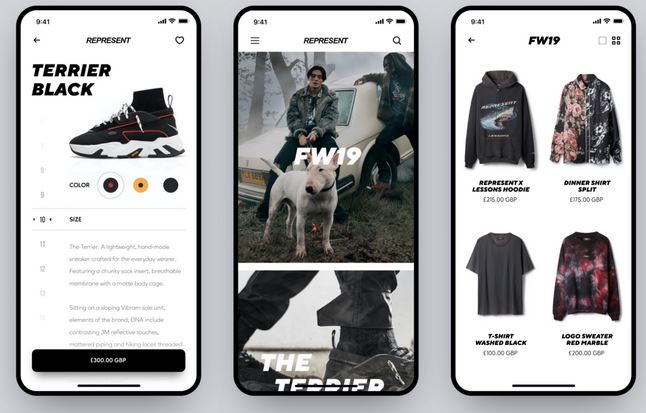 9:41
REPRESENT
TERRIER
BLACK
7
8
9
COLOR
10
SIZE
11
12
13
The Terrier. A lightweight, hand-made
sneaker crafted for the everyday wearer.
Featuring a chunky sock insert, breathable
membrane with a matte body cage.
Sitting on a sloping Vibram sole unit,
elements of the brand, DNA include
contrasting JM reflective touches,
mattered piping and hiking laces threaded
£300.00 GBP
9:41
REPRESENT
FW19
THE
TERRIER
9:41
FW19
REPRESENT
LESSONS
REPRESENT X
LESSONS HOODIE
£215.00 GBP
DINNER SHIRT
SPLIT
£175.00 GBP
T-SHIRT
WASHED BLACK
£100.00 GBP
LOGO SWEATER
RED MARBLE
£200.00 GBP